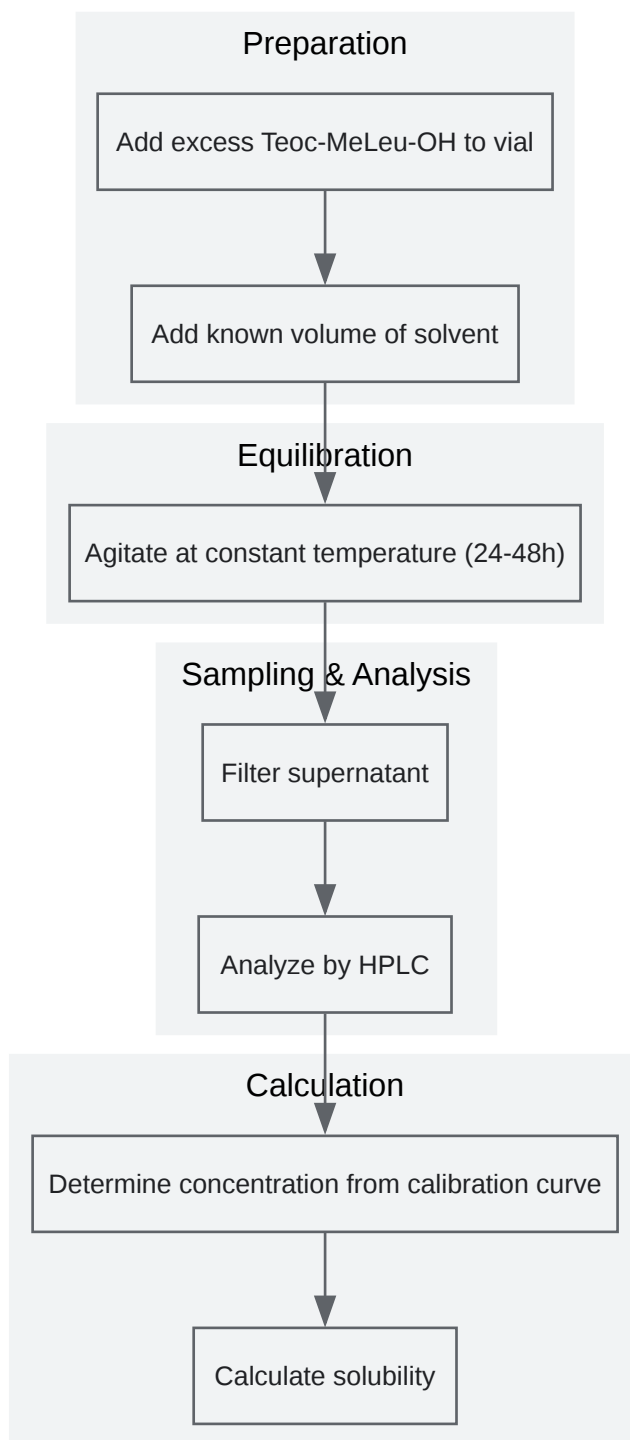 Preparation
Add excess Teoc-MeLeu-OH to vial
Add known volume of solvent
Equilibration
Agitate at constant temperature (24-48h)
Sampling & Analysis
Filter supernatant
Analyze by HPLC
Calculation
Determine concentration from calibration curve
Calculate solubility